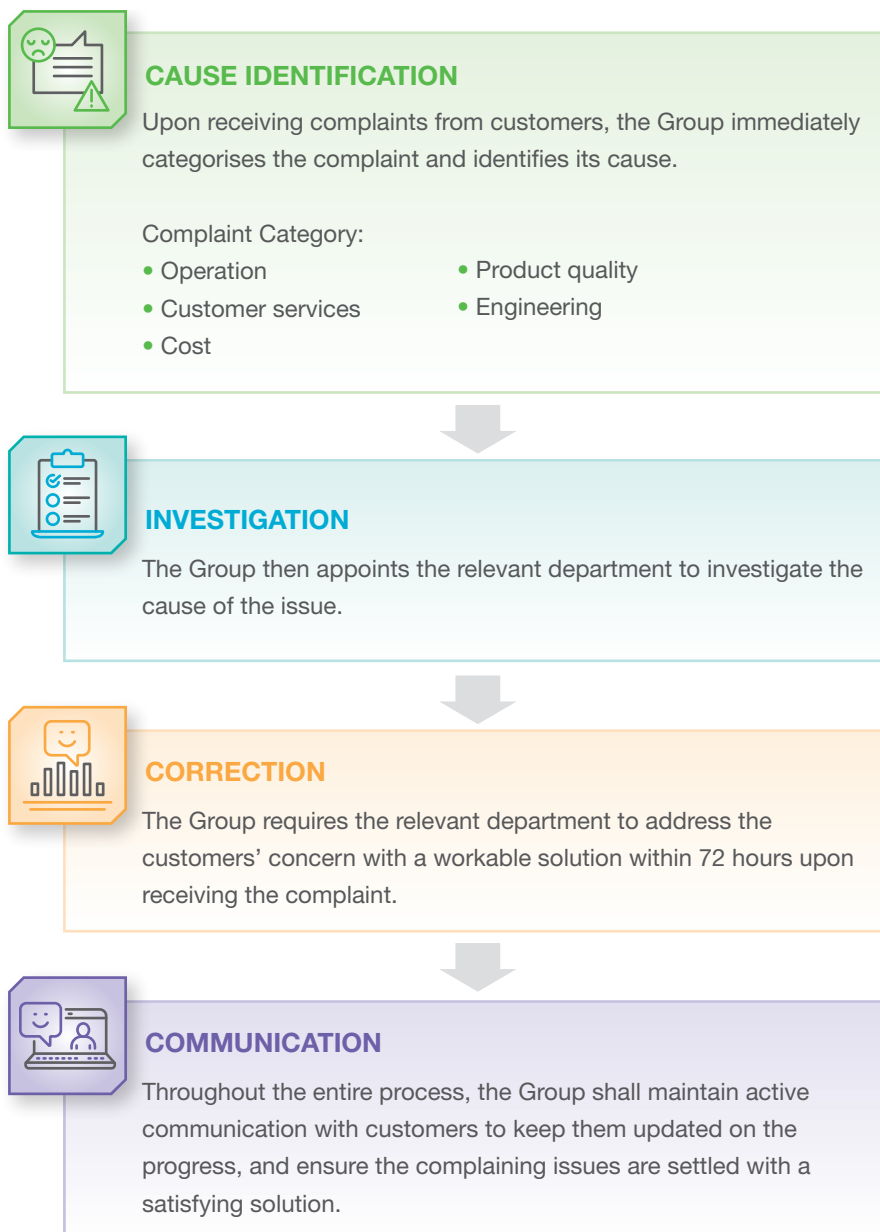 CAUSE IDENTIFICATION
Upon receiving complaints from customers, the Group immediately
categorises the complaint and identifies its cause.
Complaint Category:
• Operation
• Customer services
• Cost
• Product quality
• Engineering
INVESTIGATION
The Group then appoints the relevant department to investigate the
cause of the issue.
CORRECTION
The Group requires the relevant department to address the
customers’ concern with a workable solution within 72 hours upon
receiving the complaint.
COMMUNICATION
Throughout the entire process, the Group shall maintain active
communication with customers to keep them updated on the
progress, and ensure the complaining issues are settled with a
satisfying solution.